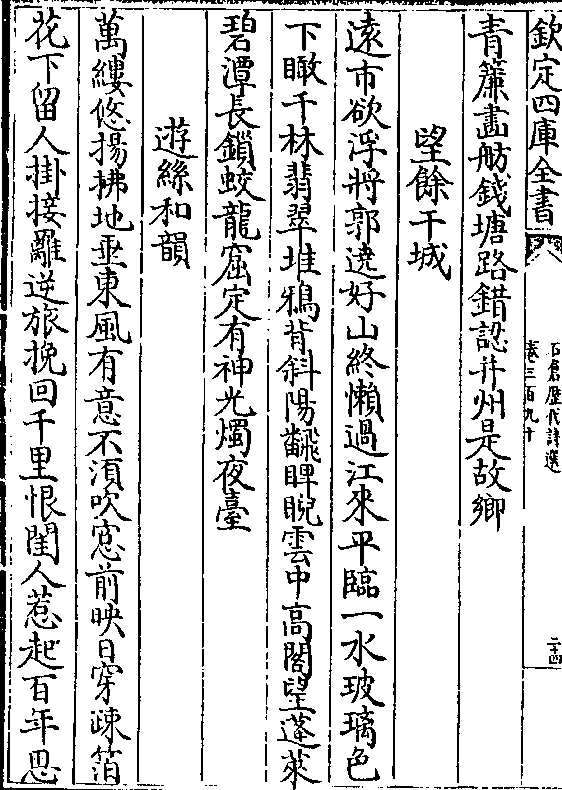 欽定四庫全書
石倉歷代詩選
卷三百九十
二十四
青簾畫舫錢塘路錯認并州是故鄉
望餘干城
遠市欲浮將郭遶好山終懶過江來平臨一水玻璃色
下瞰千林翡翠堆鴉背斜陽飜睥睨雲中高閣望蓬萊
碧潭長鎖蛟龍窟定有神光燭夜臺
遊絲和韻
萬縷悠揚拂地垂東風有意不須吹窓前映日穿疎箔
花下留人掛接離逆旅挽回千里恨閨人惹起百年思